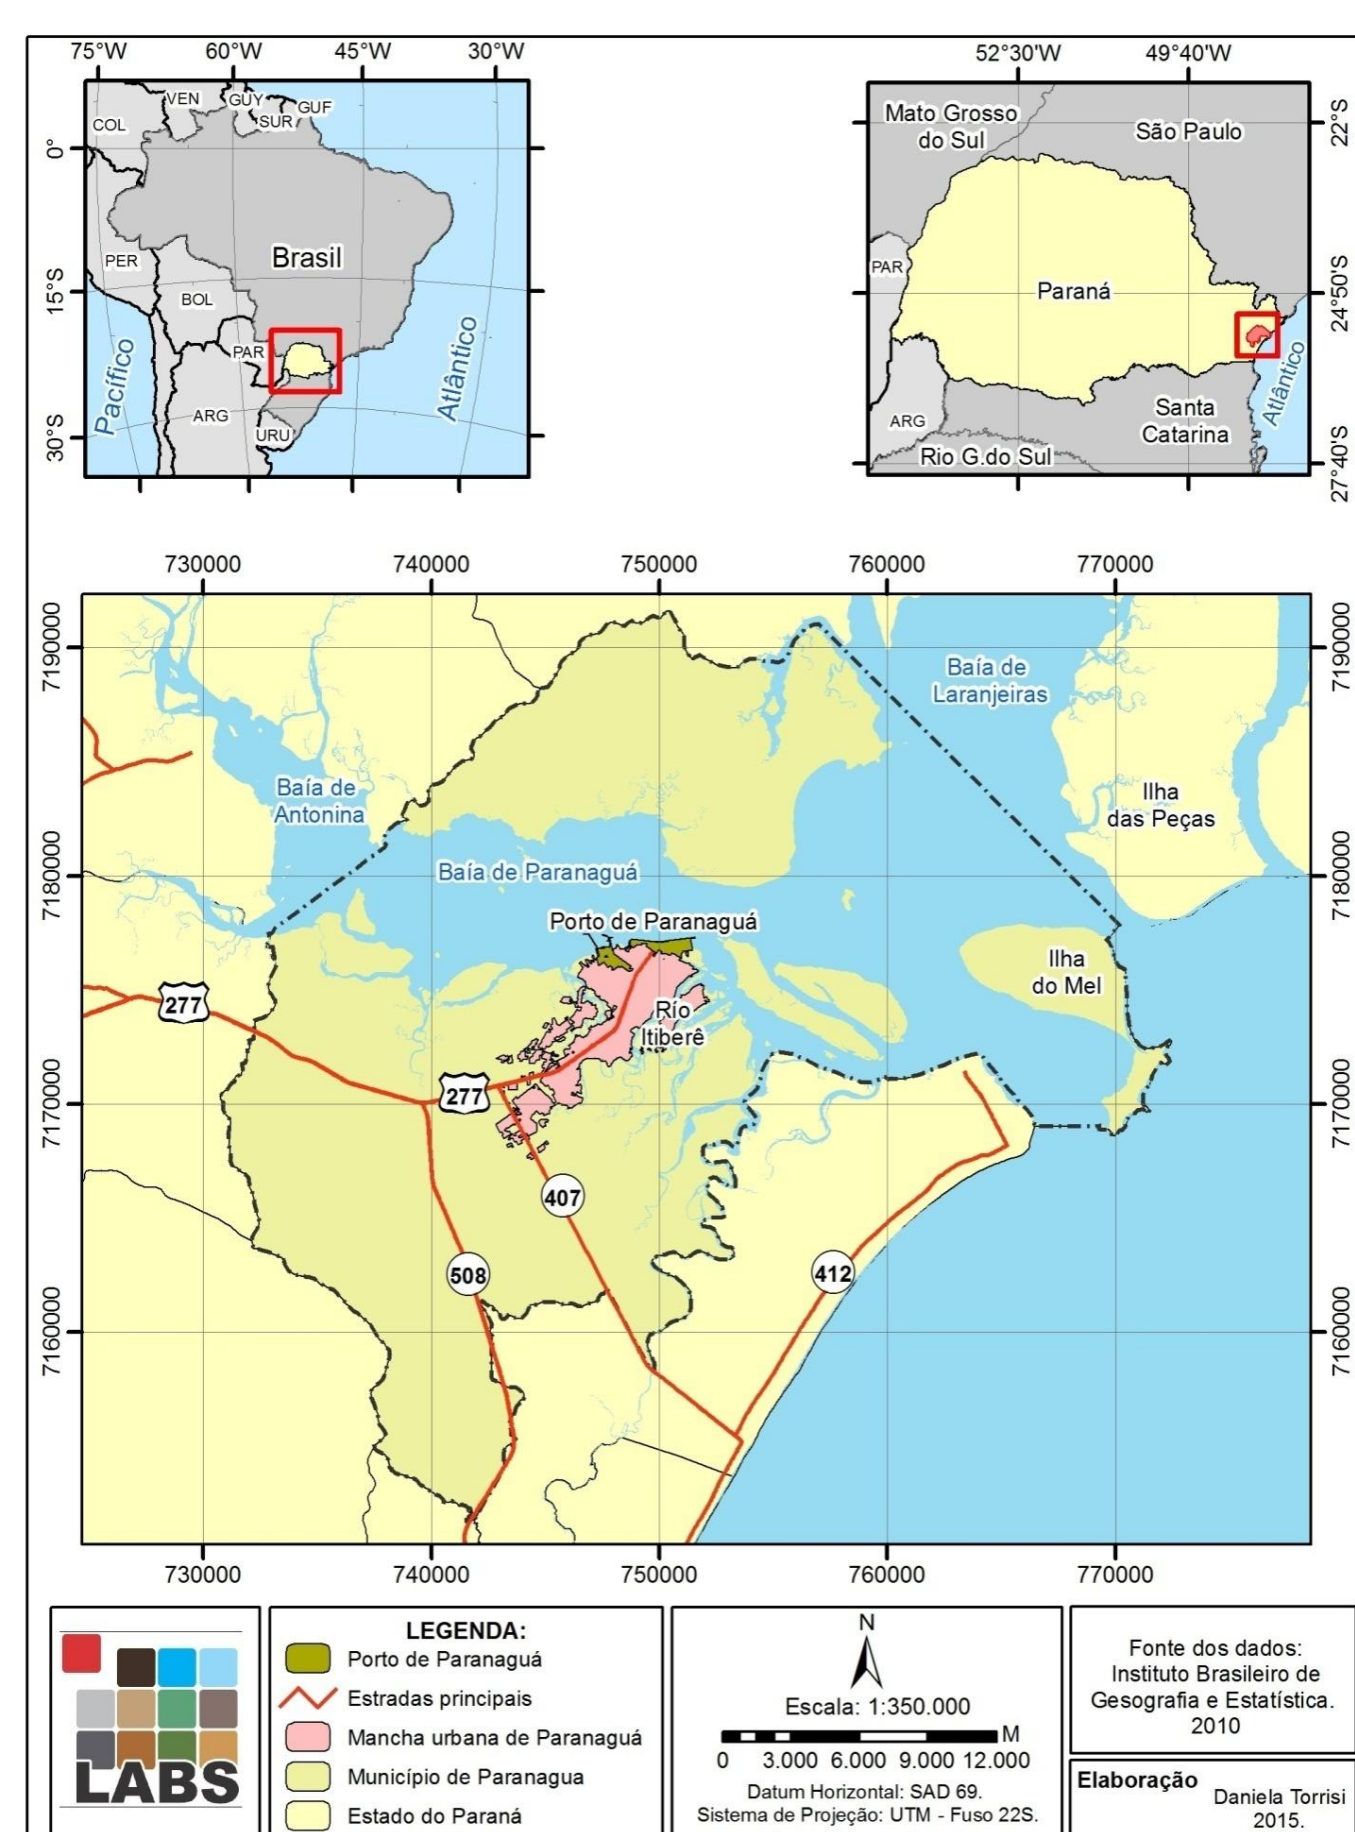 75°W 60°W 45°W 30°W
0°
15°S
30°S
COL
VEN
GUY
SUR
GUF
PER
Brasil
BOL
PAR
ARG
URU
Pacífico
Atlântico
52°30'W 49°40'W
22°S
24°50'S
27°40'S
Mato Grosso
do Sul
São Paulo
PAR
Paraná
ARG
Santa
Catarina
Rio G.do Sul
Atlântico
730000 740000 750000 760000 770000
7190000
7180000
7170000
7160000
7190000
7180000
7170000
7160000
Baía de
Laranjeiras
Baía de
Antonina
Ilha
das Peças
Baía de Paranaguá
Porto de Paranaguá
Ilha
do Mel
277
Río
Itiberê
277
407
508
412
730000 740000 750000 760000 770000
LABS
LEGENDA:
Porto de Paranaguá
Estradas principais
Mancha urbana de Paranaguá
Município de Paranagua
Estado do Paraná
N
Escala: 1:350.000
M
0 3.000 6.000 9.000 12.000
Datum Horizontal: SAD 69.
Sistema de Projeção: UTM - Fuso 22S.
Fonte dos dados:
Instituto Brasileiro de
Gesografia e Estatística.
2010
Elaboração
Daniela Torrisi
2015.